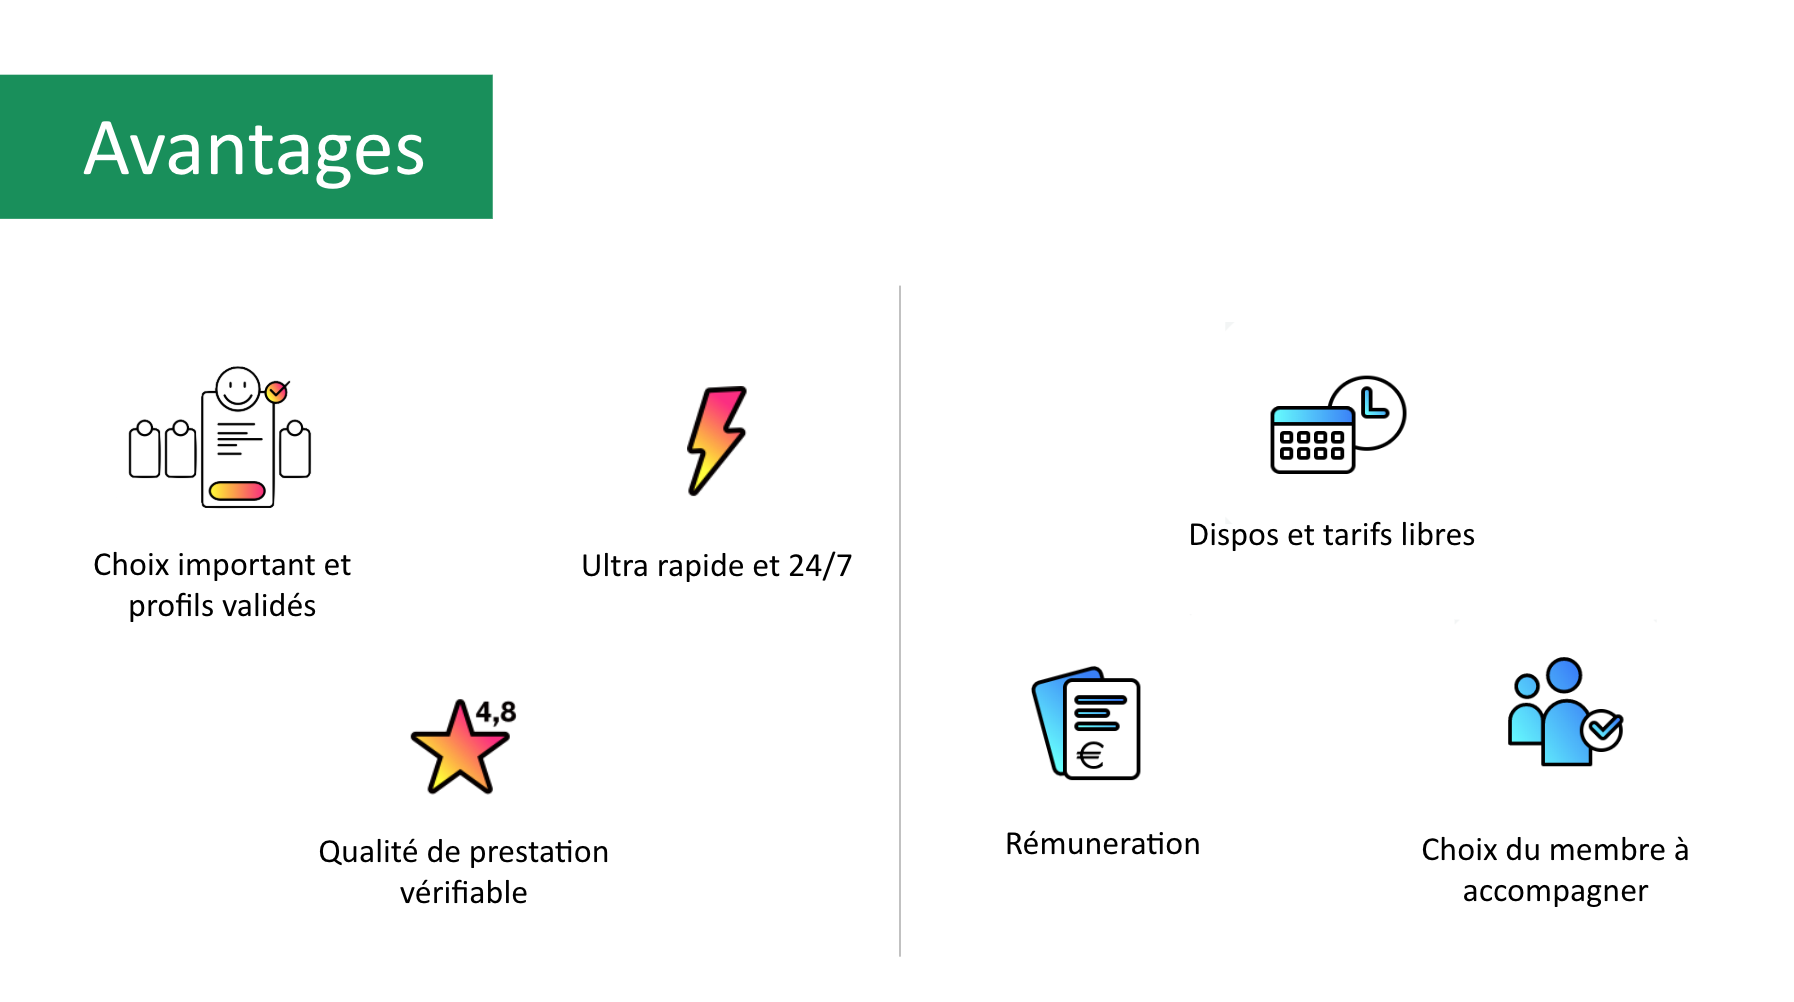 Avantages
Choix important et
profils validés
Ultra rapide et 24/7
4,8
Qualité de prestation
vérifiable
Dispos et tarifs libres
€
Rémuneration
Choix du membre à
accompagner